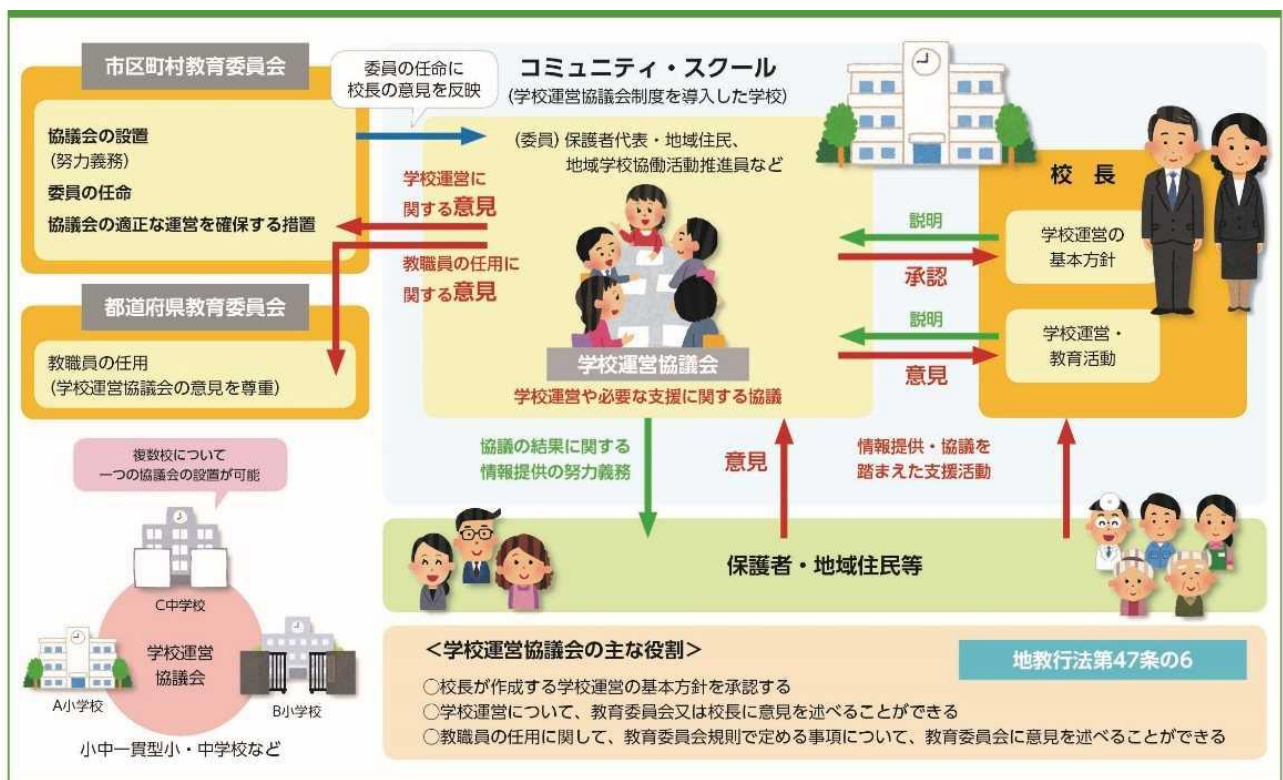 市区町村教育委員会
協議会の設置
(努力義務)
委員の任命
協議会の適正な運営を確保する措置
都道府県教育委員会
教職員の任用
(学校運営協議会の意見を尊重)
委員の任命に
校長の意見を反映
学校運営に
関する意見
教職員の任用に
関する意見
コミュニティ・スクール
(学校運営協議会制度を導入した学校)
(委員) 保護者代表・地域住民、
地域学校協働活動推進員など
学校運営協議会
学校運営や必要な支援に関する協議
説明
承認
説明
意見
校長
学校運営の
基本方針
学校運営・
教育活動
協議の結果に関する
情報提供の努力義務
意見
情報提供・協議を
踏まえた支援活動
保護者・地域住民等
複数校について
一つの協議会の設置が可能
C中学校
学校運営
協議会
A小学校
B小学校
小中一貫型小・中学校など
<学校運営協議会の主な役割>
地教行法第47条の6
○校長が作成する学校運営の基本方針を承認する
○学校運営について、教育委員会又は校長に意見を述べることができる
○教職員の任用に関して、教育委員会規則で定める事項について、教育委員会に意見を述べることができる